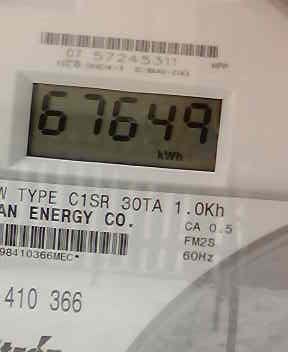 07 57245311
67649
kWh
W TYPE C1SR 30TA 1.0Kh
AN ENERGY CO.
CA 0.5
FM2S
98410366MEC*
60Hz
410 366